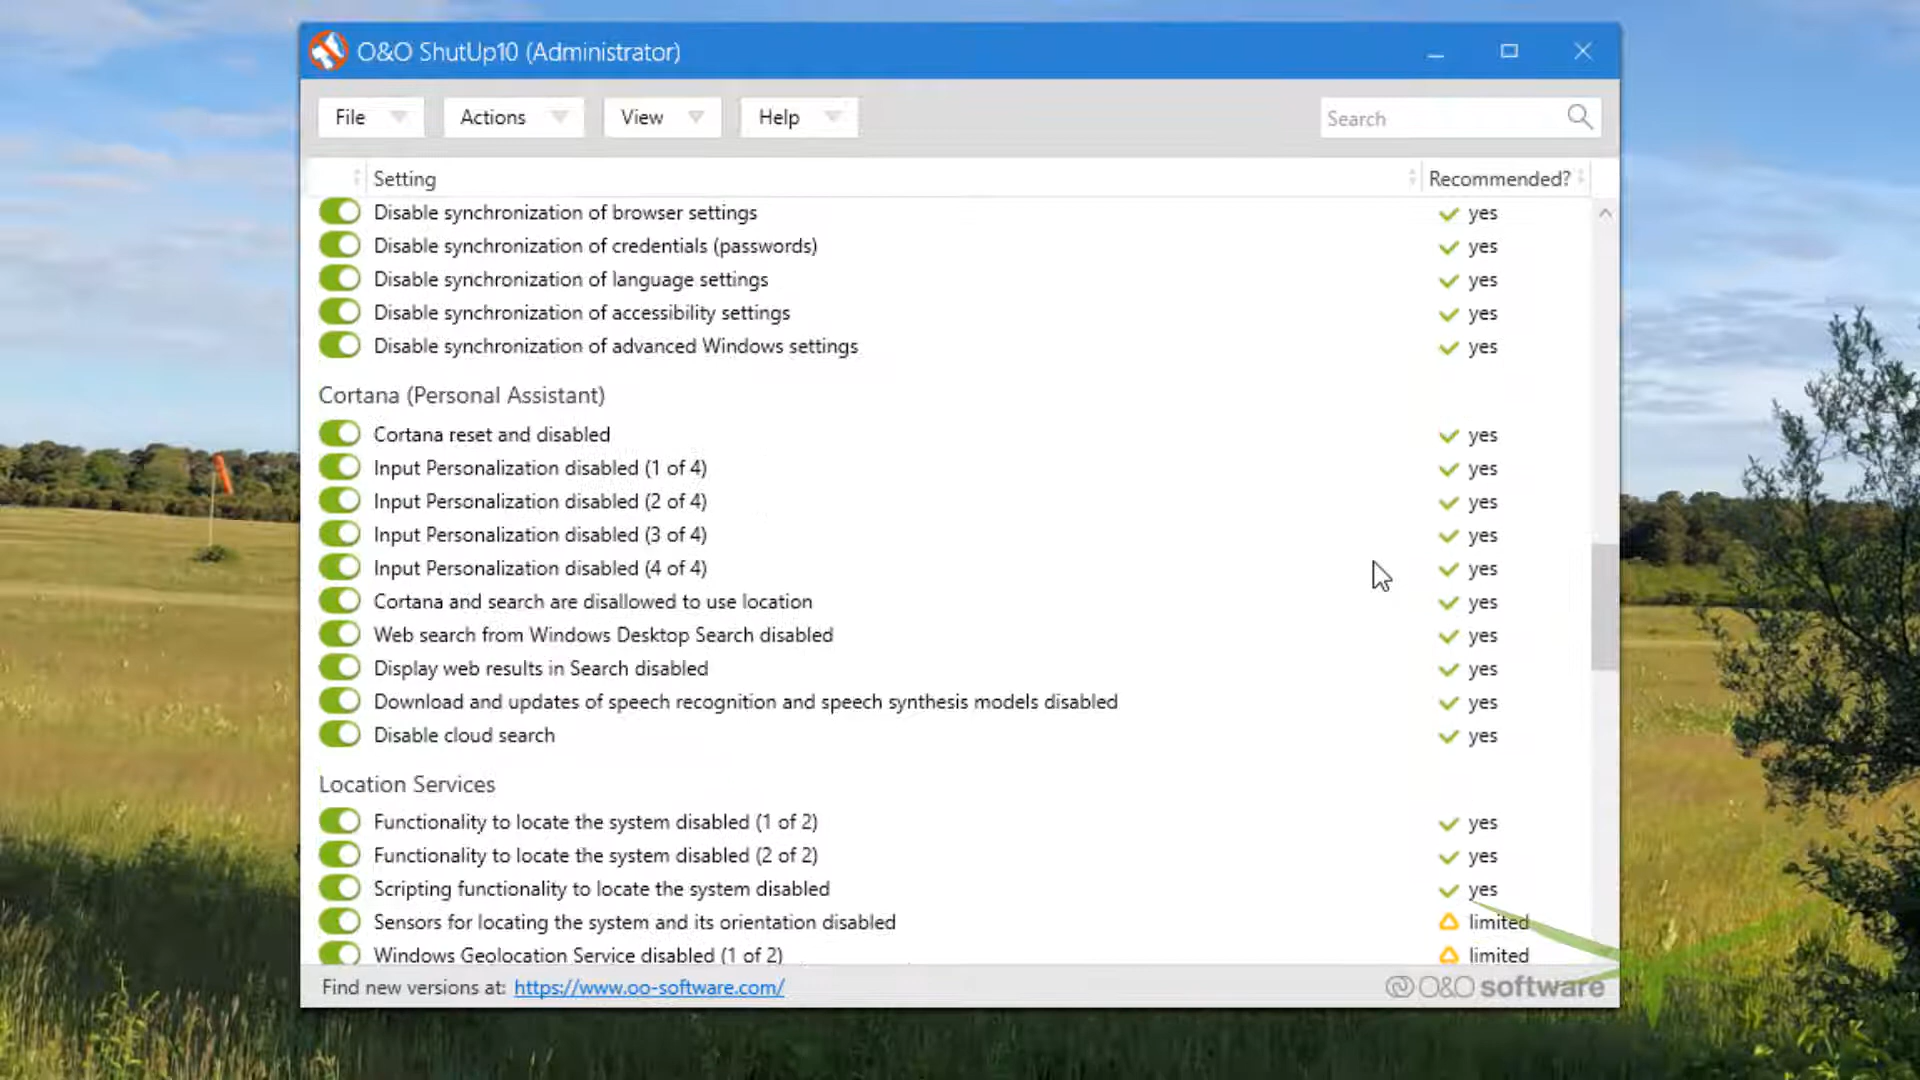 O&O ShutUp10 (Administrator)
File Actions View Help Search
Setting Recommended?
Disable synchronization of browser settings yes
Disable synchronization of credentials (passwords) yes
Disable synchronization of language settings yes
Disable synchronization of accessibility settings yes
Disable synchronization of advanced Windows settings yes
Cortana (Personal Assistant)
Cortana reset and disabled yes
Input Personalization disabled (1 of 4) yes
Input Personalization disabled (2 of 4) yes
Input Personalization disabled (3 of 4) yes
Input Personalization disabled (4 of 4) yes
Cortana and search are disallowed to use location yes
Web search from Windows Desktop Search disabled yes
Display web results in Search disabled yes
Download and updates of speech recognition and speech synthesis models disabled yes
Disable cloud search yes
Location Services
Functionality to locate the system disabled (1 of 2) yes
Functionality to locate the system disabled (2 of 2) yes
Scripting functionality to locate the system disabled yes
Sensors for locating the system and its orientation disabled limited
Windows Geolocation Service disabled (1 of 2) limited
Find new versions at: https://www.oo-software.com/ O&O software